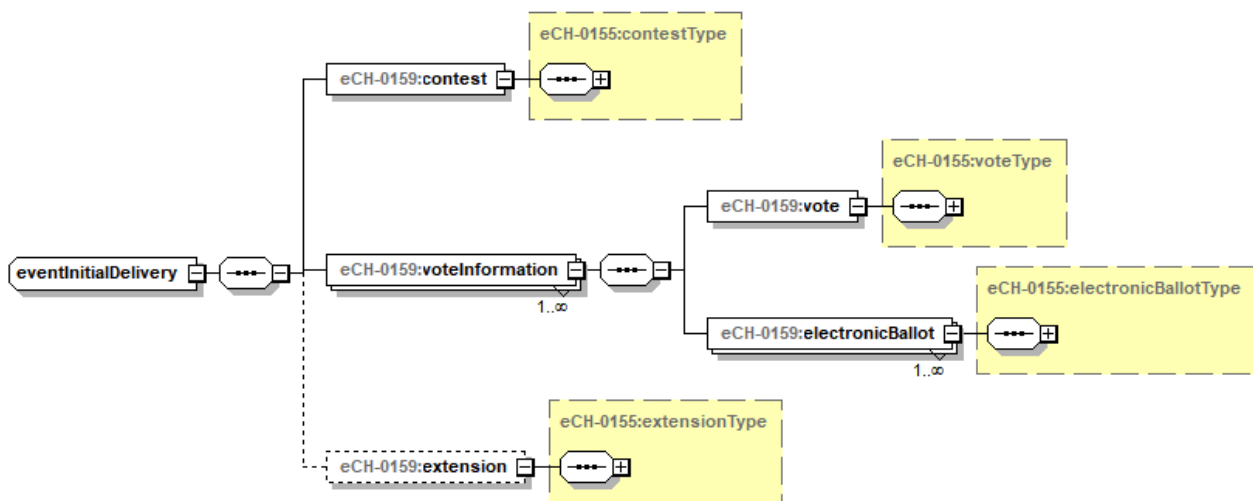 eCH-0155:contestType
eCH-0159:contest
eCH-0155:voteType
eCH-0159:vote
eventInitialDelivery
eCH-0159:voteInformation
1..∞
eCH-0155:electronicBallotType
eCH-0159:electronicBallot
1..∞
eCH-0155:extensionType
eCH-0159:extension